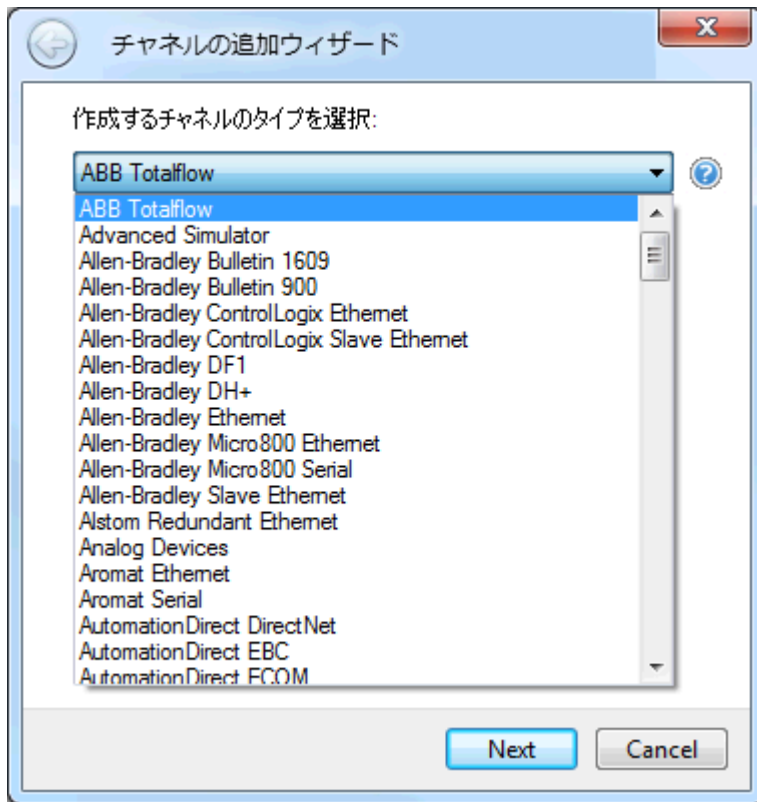 チャネルの追加ウィザード
作成するチャネルのタイプを選択:
ABB Totalflow
ABB Totalflow
Advanced Simulator
Allen-Bradley Bulletin 1609
Allen-Bradley Bulletin 900
Allen-Bradley ControlLogix Ethernet
Allen-Bradley ControlLogix Slave Ethernet
Allen-Bradley DF1
Allen-Bradley DH+
Allen-Bradley Ethernet
Allen-Bradley Micro800 Ethernet
Allen-Bradley Micro800 Serial
Allen-Bradley Slave Ethernet
Alstom Redundant Ethernet
Analog Devices
Aromat Ethernet
Aromat Serial
AutomationDirect DirectNet
AutomationDirect EBC
AutomationDirect ECOM
Next Cancel